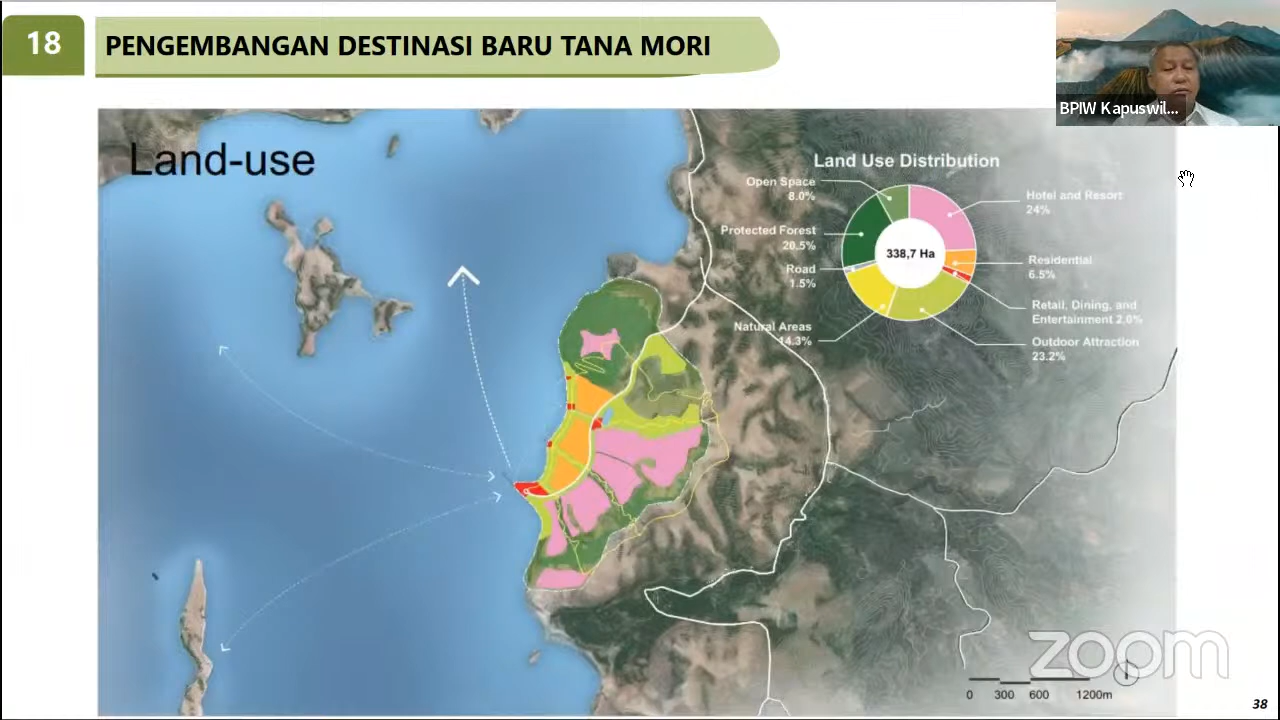 18
PENGEMBANGAN DESTINASI BARU TANA MORI
BPIW Kapuswil...
Land-use
Land Use Distribution
Open Space
8.0%
Protected Forest
20.5%
Road
1.5%
Natural Areas
14.3%
338,7 Ha
Hotel and Resort
24%
Residential
6.5%
Retail, Dining, and
Entertainment 2.0%
Outdoor Attraction
23.2%
zoom
0 300 600 1200m
38